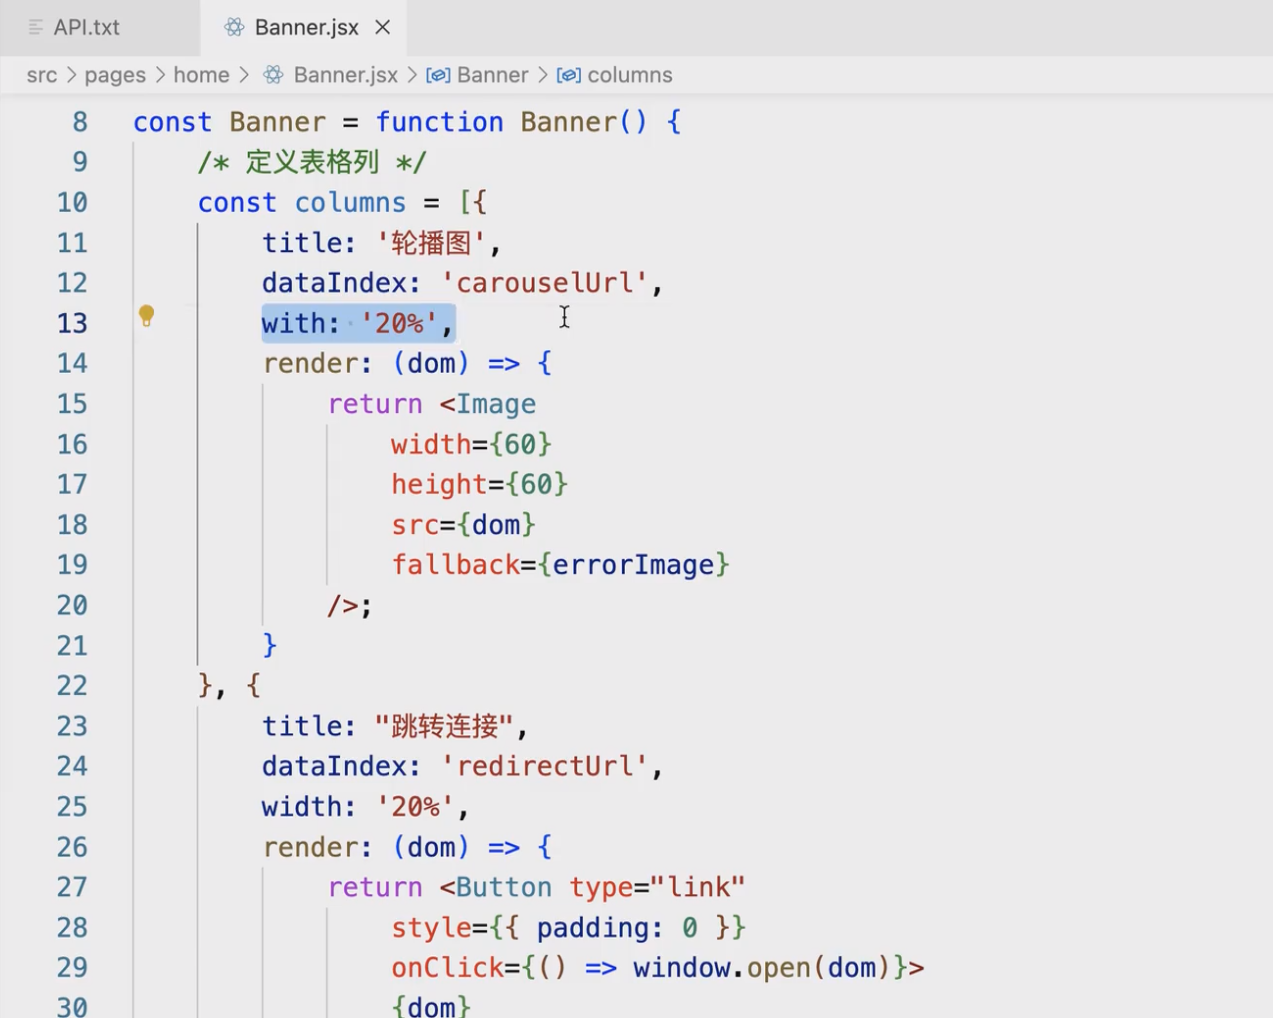 API.txt
Banner.jsx
src > pages > home > Banner.jsx > Banner > columns
8 const Banner = function Banner() {
9 /* 定义表格列 */
10 const columns = [{
11 title: '轮播图',
12 dataIndex: 'carouselUrl',
13 with: '20%',
14 render: (dom) => {
15 return <Image
16 width={60}
17 height={60}
18 src={dom}
19 fallback={errorImage}
20 />;
21 }
22 }, {
23 title: "跳转连接",
24 dataIndex: 'redirectUrl',
25 width: '20%',
26 render: (dom) => {
27 return <Button type="link"
28 style={{ padding: 0 }}
29 onClick={() => window.open(dom)}>
30 {dom}